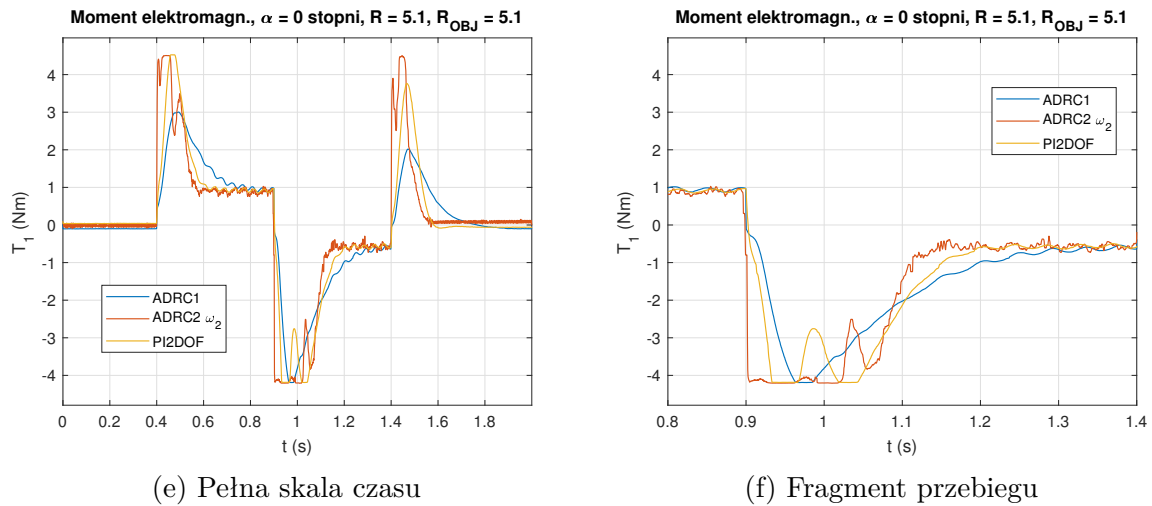 Moment elektromagn., α = 0 stopni, R = 5.1, R_OBJ = 5.1
T_1 (Nm)
4
3
2
1
0
-1
-2
-3
-4
ADRC1
ADRC2 ω_2
PI2DOF
0 0.2 0.4 0.6 0.8 1 1.2 1.4 1.6 1.8
t (s)
(e) Pełna skala czasu
Moment elektromagn., α = 0 stopni, R = 5.1, R_OBJ = 5.1
T_1 (Nm)
4
3
2
1
0
-1
-2
-3
-4
ADRC1
ADRC2 ω_2
PI2DOF
0.8 0.9 1 1.1 1.2 1.3 1.4
t (s)
(f) Fragment przebiegu